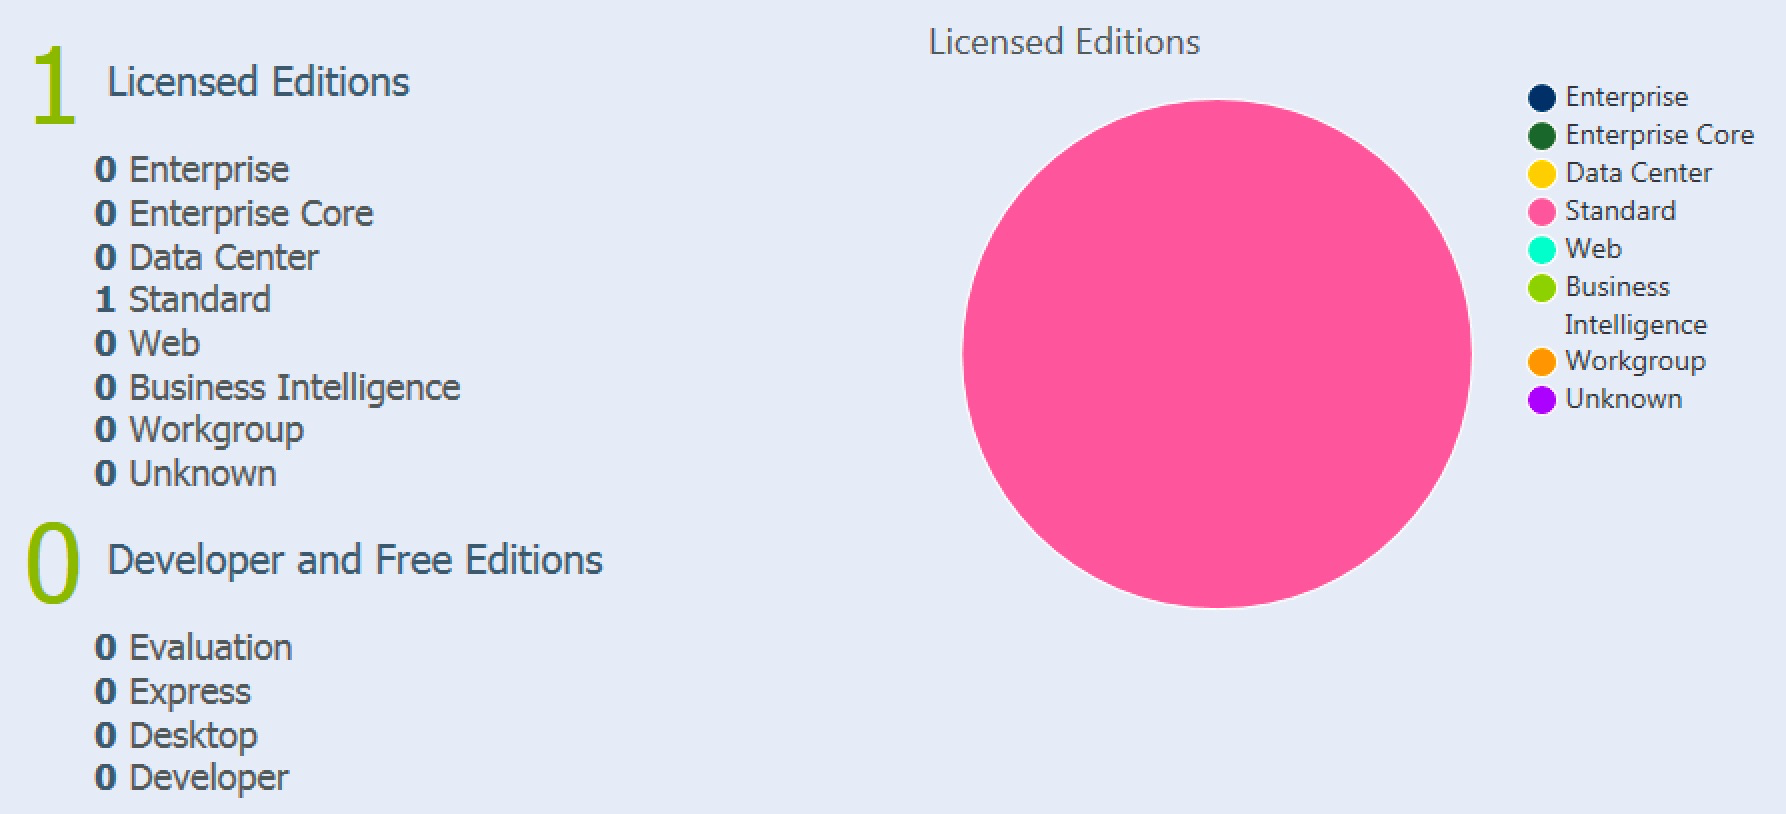 1 Licensed Editions
0 Enterprise
0 Enterprise Core
0 Data Center
1 Standard
0 Web
0 Business Intelligence
0 Workgroup
0 Unknown
0 Developer and Free Editions
0 Evaluation
0 Express
0 Desktop
0 Developer
Licensed Editions
Enterprise
Enterprise Core
Data Center
Standard
Web
Business
Intelligence
Workgroup
Unknown